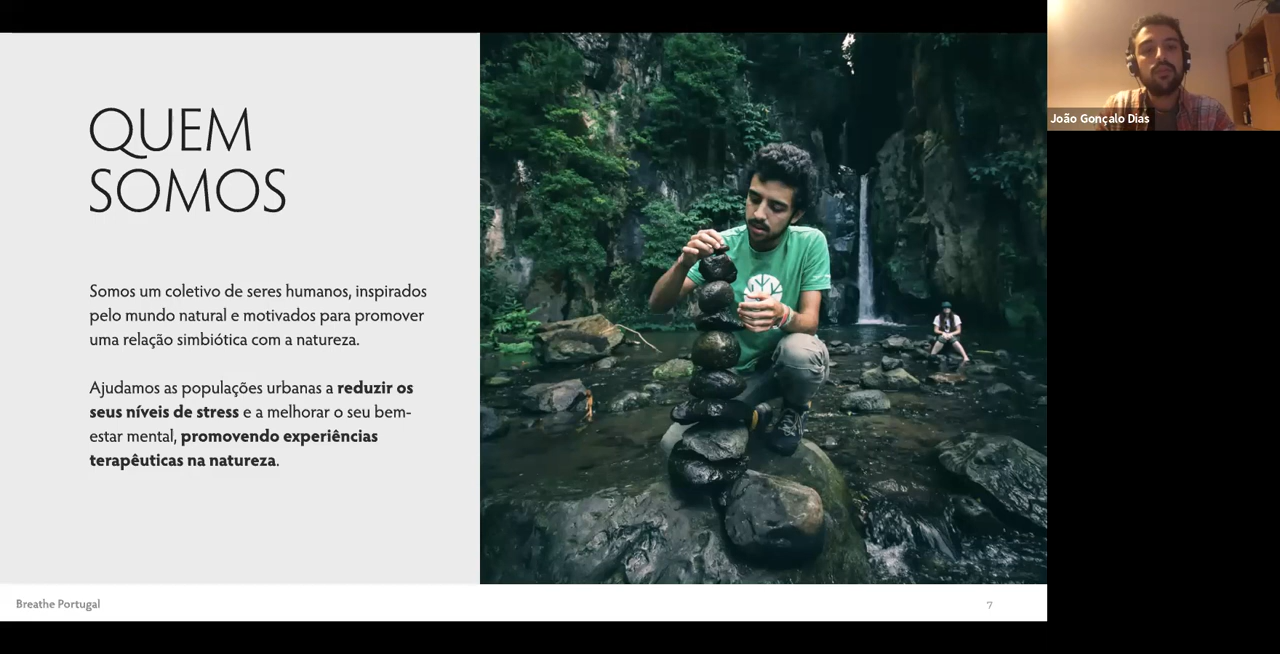 QUEM
SOMOS
Somos um coletivo de seres humanos, inspirados
pelo mundo natural e motivados para promover
uma relação simbiótica com a natureza.
Ajudamos as populações urbanas a reduzir os
seus níveis de stress e a melhorar o seu bem-
estar mental, promovendo experiências
terapêuticas na natureza.
Breathe Portugal
7
João Gonçalo Dias